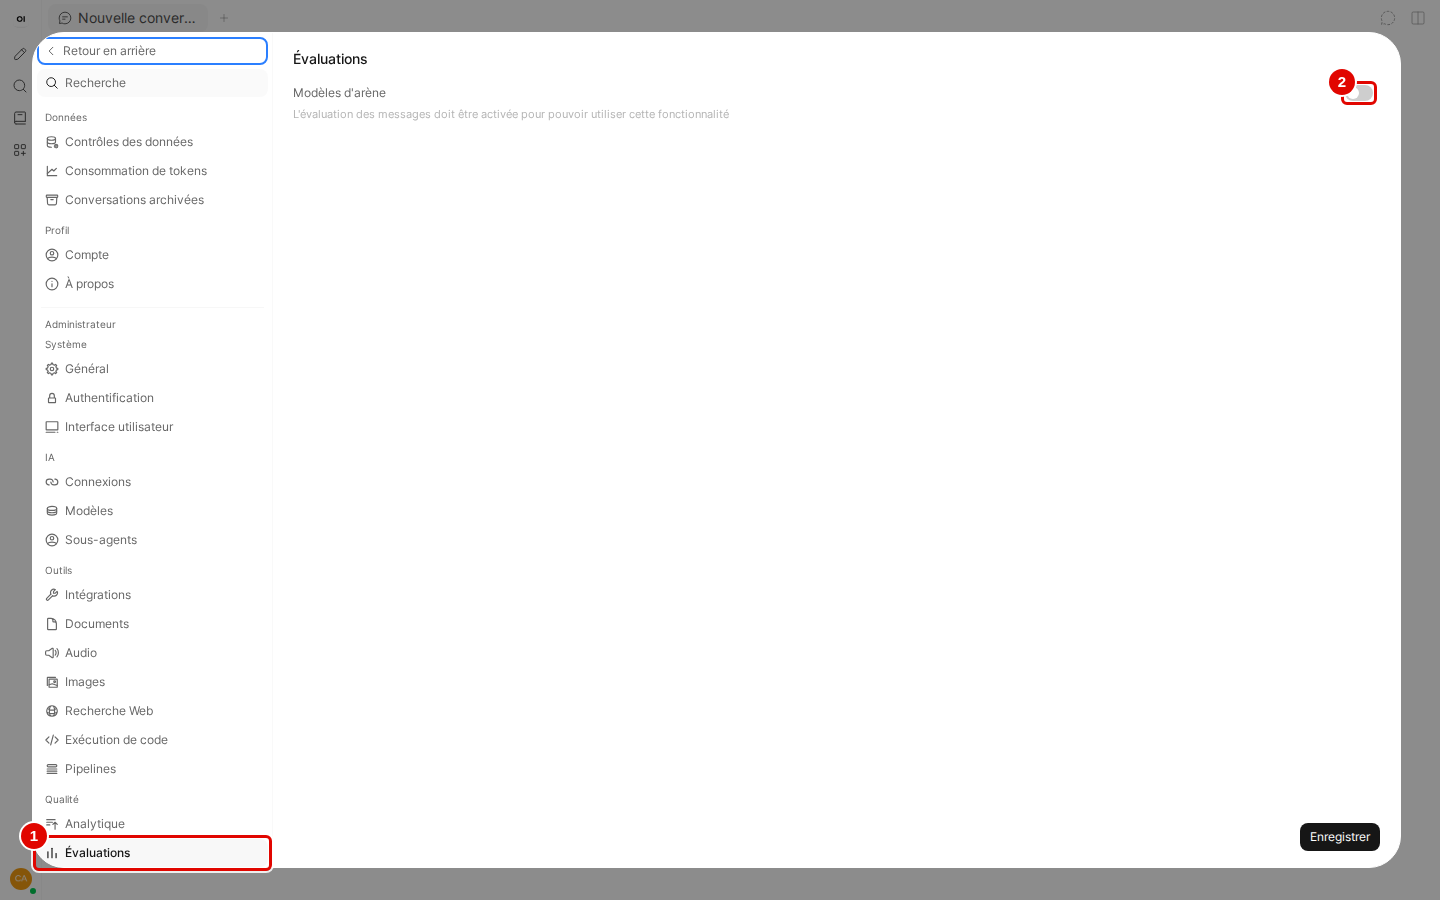 OI
Nouvelle conver...
Retour en arrière
Recherche
Données
Contrôles des données
Consommation de tokens
Conversations archivées
Profil
Compte
À propos
Administrateur
Système
Général
Authentification
Interface utilisateur
IA
Connexions
Modèles
Sous-agents
Outils
Intégrations
Documents
Audio
Images
Recherche Web
Exécution de code
Pipelines
Qualité
Analytique
1
Évaluations
CA
Évaluations
Modèles d'arène
2
L'évaluation des messages doit être activée pour pouvoir utiliser cette fonctionnalité
Enregistrer